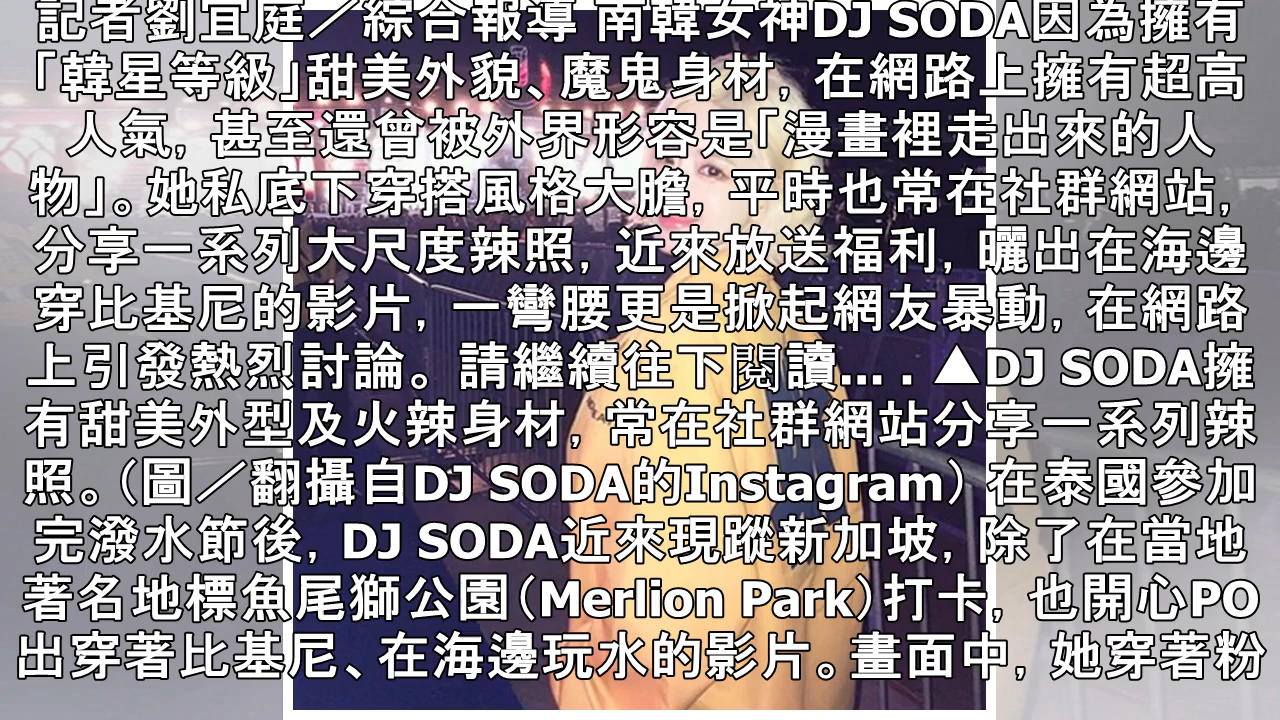 記者劉宜庭／綜合報導 南韓女神DJ SODA因為擁有
「韓星等級」甜美外貌、魔鬼身材，在網路上擁有超高
人氣，甚至還曾被外界形容是「漫畫裡走出來的人
物」。她私底下穿搭風格大膽，平時也常在社群網站，
分享一系列大尺度辣照，近來放送福利，曬出在海邊
穿比基尼的影片，一彎腰更是掀起網友暴動，在網路
上引發熱烈討論。請繼續往下閱讀... . ▲DJ SODA擁
有甜美外型及火辣身材，常在社群網站分享一系列辣
照。（圖／翻攝自DJ SODA的Instagram） 在泰國參加
完潑水節後，DJ SODA近來現蹤新加坡，除了在當地
著名地標魚尾獅公園（Merlion Park）打卡，也開心PO
出穿著比基尼、在海邊玩水的影片。畫面中，她穿著粉